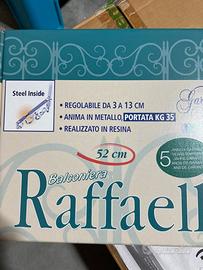 Steel Inside
• REGOLABILE DA 3 A 13 CM
• ANIMA IN METALLO, PORTATA KG 35
• REALIZZATO IN RESINA
52 cm
5
Balconiera
Raffael